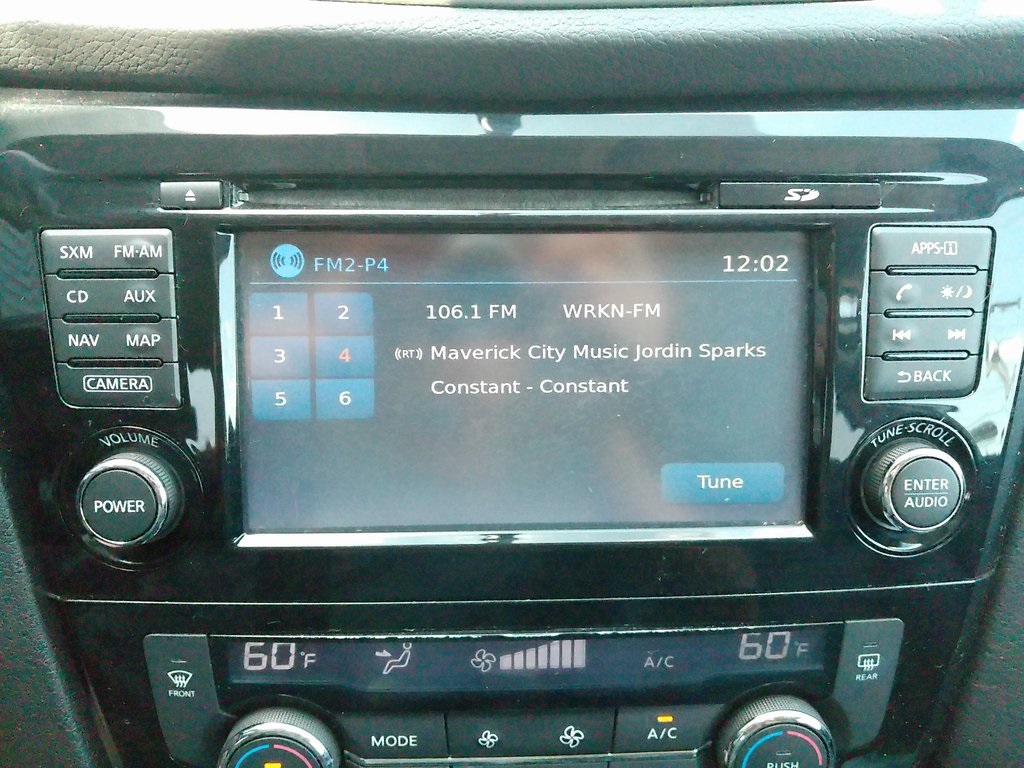 SD
SXM FM·AM
CD AUX
NAV MAP
CAMERA
VOLUME
POWER
FM2-P4 12:02
1 2
3 4
5 6
106.1 FM WRKN-FM
((RT)) Maverick City Music Jordin Sparks
Constant - Constant
Tune
APPS·i
BACK
TUNE·SCROLL
ENTER
AUDIO
FRONT
60°F A/C 60°F
REAR
MODE A/C
PUSH